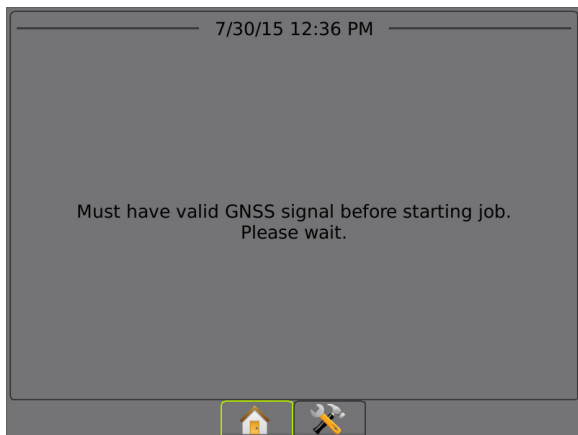 7/30/15 12:36 PM
Must have valid GNSS signal before starting job.
Please wait.